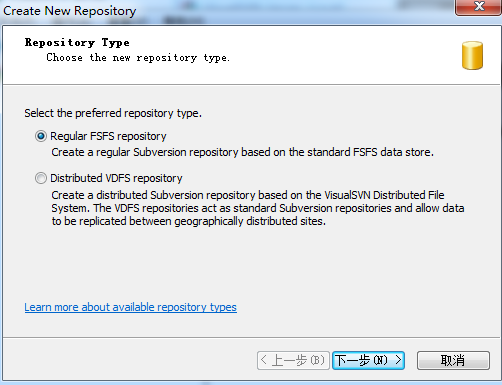 Create New Repository
Repository Type
Choose the new repository type.
Select the preferred repository type.
Regular FSFS repository
Create a regular Subversion repository based on the standard FSFS data store.
Distributed VDFS repository
Create a distributed Subversion repository based on the VisualSVN Distributed File
System. The VDFS repositories act as standard Subversion repositories and allow data
to be replicated between geographically distributed sites.
Learn more about available repository types
< 上一步(B) 下一步(N) > 取消